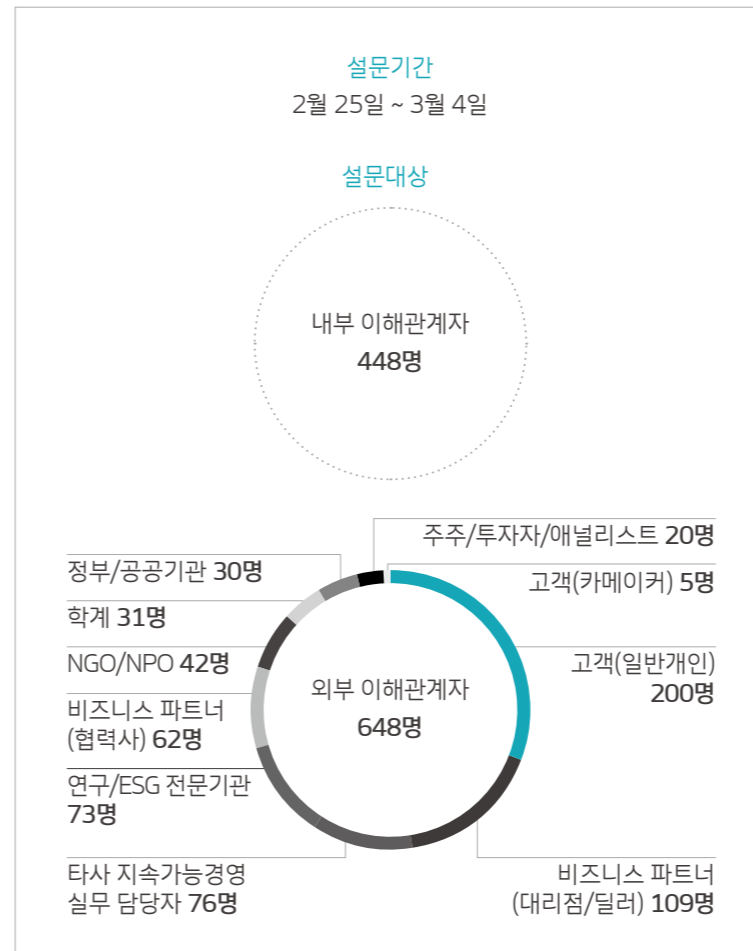 설문기간
2월 25일 ~ 3월 4일
설문대상
내부 이해관계자
448명
주주/투자자/애널리스트 20명
정부/공공기관 30명
고객(카메이커) 5명
학계 31명
NGO/NPO 42명
고객(일반개인)
200명
외부 이해관계자
648명
비즈니스 파트너
(협력사) 62명
연구/ESG 전문기관
73명
타사 지속가능경영
실무 담당자 76명
비즈니스 파트너
(대리점/딜러) 109명